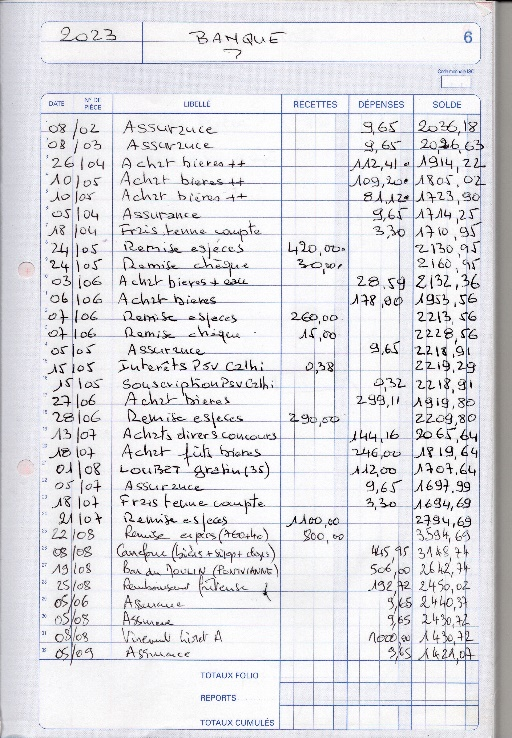 2023 BANQUE 6
DATE N° DE PIÈCE LIBELLÉ RECETTES DÉPENSES SOLDE
08/02 Assurance 9,65 2036,18
08/03 Assurance 9,65 2026,63
26/04 Achat bieres ++ 112,41 1914,22
10/05 Achat bieres ++ 109,20 1805,02
10/05 Achat bières ++ 81,12 1723,90
05/04 Assurance 9,65 1714,25
18/04 Frais tenue compte 3,30 1710,95
24/05 Remise espèces 420,00 2130,95
24/05 Remise chèque 30,00 2160,95
03/06 Achat bieres + eau 28,59 2132,36
06/06 Achat bieres 178,80 1953,56
07/06 Remise especes 260,00 2213,56
07/06 Remise chèque 15,00 2228,56
05/05 Assurance 9,65 2218,91
15/05 Interêts Psv Calhi 0,38 2219,29
15/05 Souscription Psv Calhi 0,32 2218,91
27/06 Achat bieres 299,11 1919,80
28/06 Remise especes 290,00 2209,80
13/07 Achats divers concours 144,16 2065,64
18/07 Achat fûts bieres 246,00 1819,64
01/08 LOUBET gratin (35) 112,00 1707,64
05/07 Assurance 9,65 1697,99
18/07 Frais tenue compte 3,30 1694,69
21/07 Remise especes 1100,00 2794,69
22/08 Remise espèces (760+40) 800,00 3594,69
08/08 Carrefour 445,95 3148,74
19/08 Bar du MOULIN 506,00 2642,74
25/08 Remboursement 192,72 2450,02
05/06 Assurance 9,65 2440,37
05/08 Assurance 9,65 2430,72
08/08 Virement Livret A 1000,00 1430,72
05/09 Assurance 9,65 1421,07
TOTAUX FOLIO
REPORTS
TOTAUX CUMULÉS